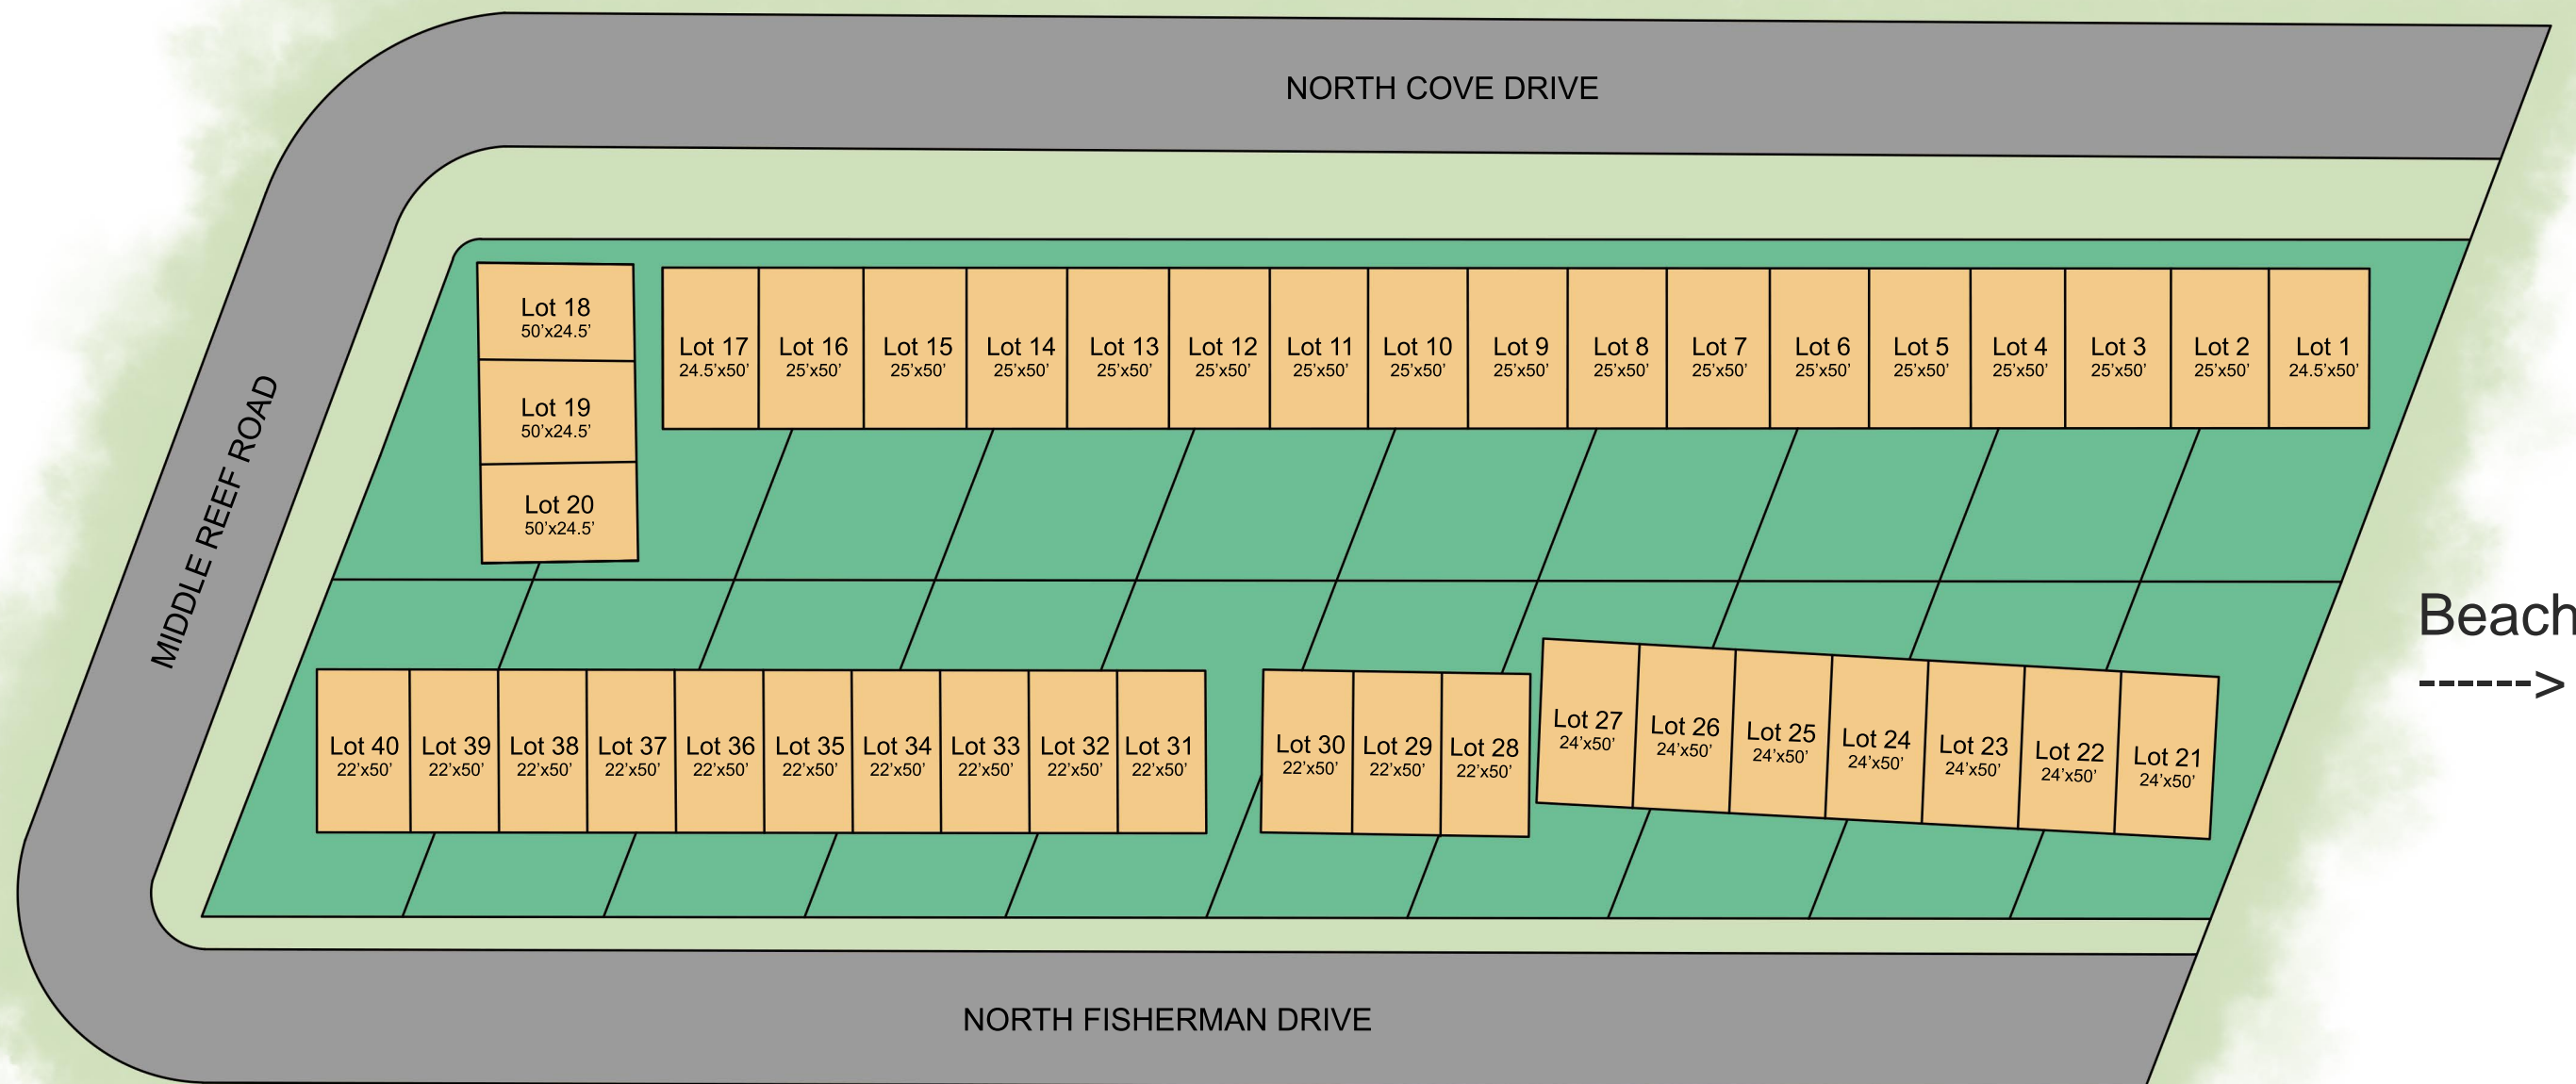 NORTH COVE DRIVE
Lot 18
50'x24.5'
Lot 19
50'x24.5'
Lot 20
50'x24.5'
Lot 17
24.5'x50'
Lot 16
25'x50'
Lot 15
25'x50'
Lot 14
25'x50'
Lot 13
25'x50'
Lot 12
25'x50'
Lot 11
25'x50'
Lot 10
25'x50'
Lot 9
25'x50'
Lot 8
25'x50'
Lot 7
25'x50'
Lot 6
25'x50'
Lot 5
25'x50'
Lot 4
25'x50'
Lot 3
25'x50'
Lot 2
25'x50'
Lot 1
24.5'x50'
MIDDLE REEF ROAD
Beach
------>
Lot 40
22'x50'
Lot 39
22'x50'
Lot 38
22'x50'
Lot 37
22'x50'
Lot 36
22'x50'
Lot 35
22'x50'
Lot 34
22'x50'
Lot 33
22'x50'
Lot 32
22'x50'
Lot 31
22'x50'
Lot 30
22'x50'
Lot 29
22'x50'
Lot 28
22'x50'
Lot 27
24'x50'
Lot 26
24'x50'
Lot 25
24'x50'
Lot 24
24'x50'
Lot 23
24'x50'
Lot 22
24'x50'
Lot 21
24'x50'
NORTH FISHERMAN DRIVE